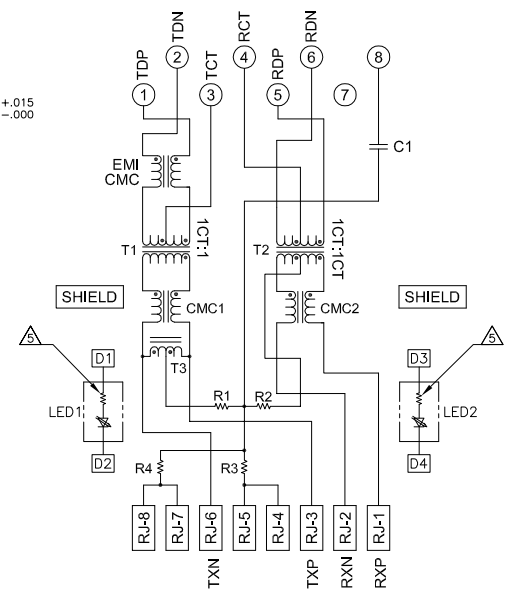 TDP
TDN
TCT
RCT
RDP
RDN
1
2
3
4
5
6
7
8
+.015
-.000
C1
EMI
CMC
T1
1CT:1
T2
1CT:1CT
SHIELD
CMC1
CMC2
SHIELD
5
D1
T3
D3
5
LED1
R1
R2
LED2
D2
R4
R3
D4
RJ-8
RJ-7
RJ-6
RJ-5
RJ-4
RJ-3
RJ-2
RJ-1
TXN
TXP
RXN
RXP